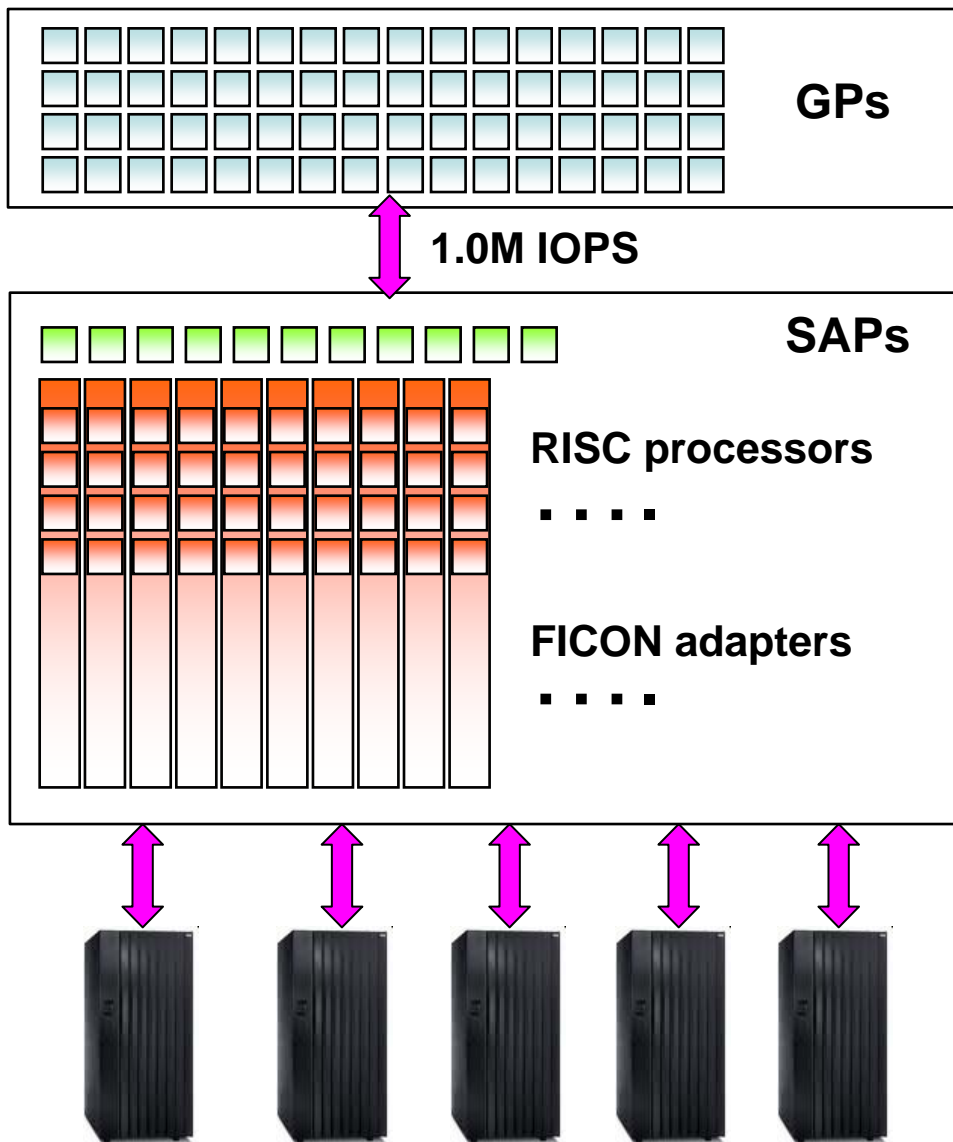 GPs
1.0M IOPS
SAPs
RISC processors
. . . .
FICON adapters
. . . .